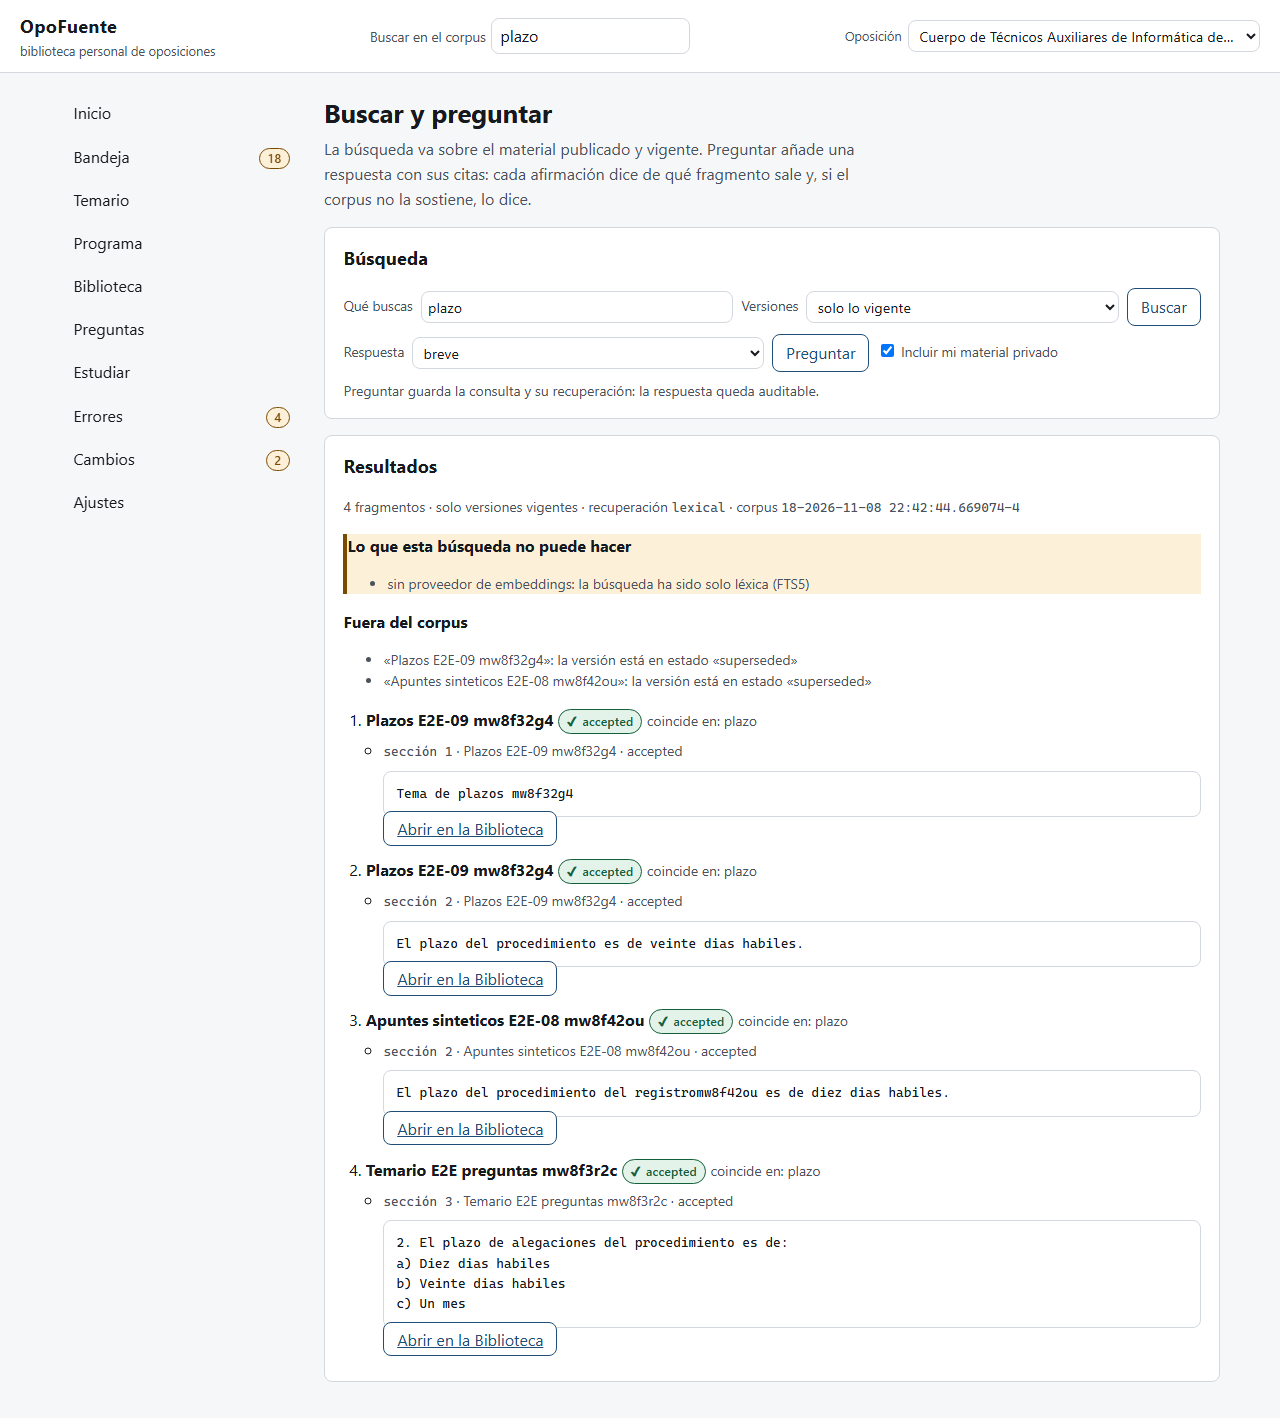 OpoFuente
biblioteca personal de oposiciones
Buscar en el corpus plazo
Oposición Cuerpo de Técnicos Auxiliares de Informática de...
Inicio
Bandeja 18
Temario
Programa
Biblioteca
Preguntas
Estudiar
Errores 4
Cambios 2
Ajustes
Buscar y preguntar
La búsqueda va sobre el material publicado y vigente. Preguntar añade una
respuesta con sus citas: cada afirmación dice de qué fragmento sale y, si el
corpus no la sostiene, lo dice.
Búsqueda
Qué buscas plazo Versiones solo lo vigente Buscar
Respuesta breve Preguntar Incluir mi material privado
Preguntar guarda la consulta y su recuperación: la respuesta queda auditable.
Resultados
4 fragmentos · solo versiones vigentes · recuperación lexical · corpus 18-2026-11-08 22:42:44.669074-4
Lo que esta búsqueda no puede hacer
• sin proveedor de embeddings: la búsqueda ha sido solo léxica (FTS5)
Fuera del corpus
• «Plazos E2E-09 mw8f32g4»: la versión está en estado «superseded»
• «Apuntes sinteticos E2E-08 mw8f42ou»: la versión está en estado «superseded»
1. Plazos E2E-09 mw8f32g4 ✓ accepted coincide en: plazo
sección 1 · Plazos E2E-09 mw8f32g4 · accepted
Tema de plazos mw8f32g4
Abrir en la Biblioteca
2. Plazos E2E-09 mw8f32g4 ✓ accepted coincide en: plazo
sección 2 · Plazos E2E-09 mw8f32g4 · accepted
El plazo del procedimiento es de veinte dias habiles.
Abrir en la Biblioteca
3. Apuntes sinteticos E2E-08 mw8f42ou ✓ accepted coincide en: plazo
sección 2 · Apuntes sinteticos E2E-08 mw8f42ou · accepted
El plazo del procedimiento del registromw8f42ou es de diez dias habiles.
Abrir en la Biblioteca
4. Temario E2E preguntas mw8f3r2c ✓ accepted coincide en: plazo
sección 3 · Temario E2E preguntas mw8f3r2c · accepted
2. El plazo de alegaciones del procedimiento es de:
a) Diez dias habiles
b) Veinte dias habiles
c) Un mes
Abrir en la Biblioteca